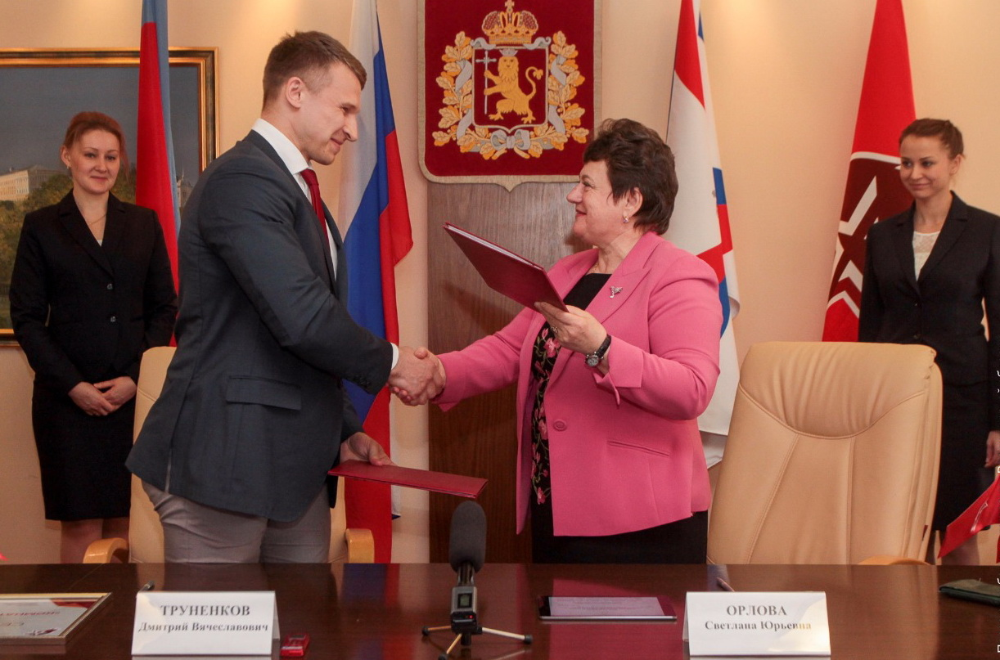 ТРУНЕНКОВ
Дмитрий Вячеславович
ОРЛОВА
Светлана Юрьевна